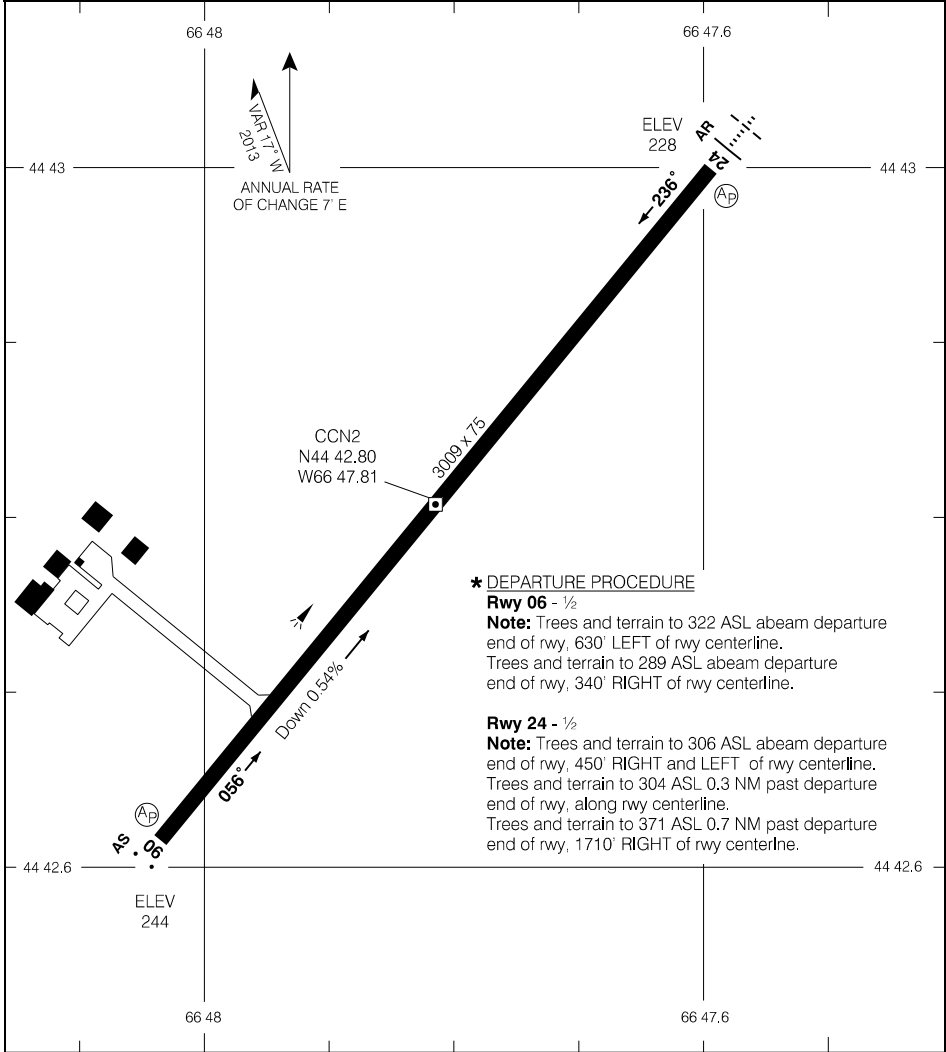 66 48
66 47.6
VAR 17° W
2013
ANNUAL RATE
OF CHANGE 7' E
ELEV
228
AR
24
AP
44 43
44 43
236°
CCN2
N44 42.80
W66 47.81
3009 x 75
* DEPARTURE PROCEDURE
Rwy 06 - ½
Note: Trees and terrain to 322 ASL abeam departure
end of rwy, 630' LEFT of rwy centerline.
Trees and terrain to 289 ASL abeam departure
end of rwy, 340' RIGHT of rwy centerline.
Rwy 24 - ½
Note: Trees and terrain to 306 ASL abeam departure
end of rwy, 450' RIGHT and LEFT of rwy centerline.
Trees and terrain to 304 ASL 0.3 NM past departure
end of rwy, along rwy centerline.
Trees and terrain to 371 ASL 0.7 NM past departure
end of rwy, 1710' RIGHT of rwy centerlne.
Down 0.54%
056°
AP
AS
06
44 42.6
44 42.6
ELEV
244
66 48
66 47.6